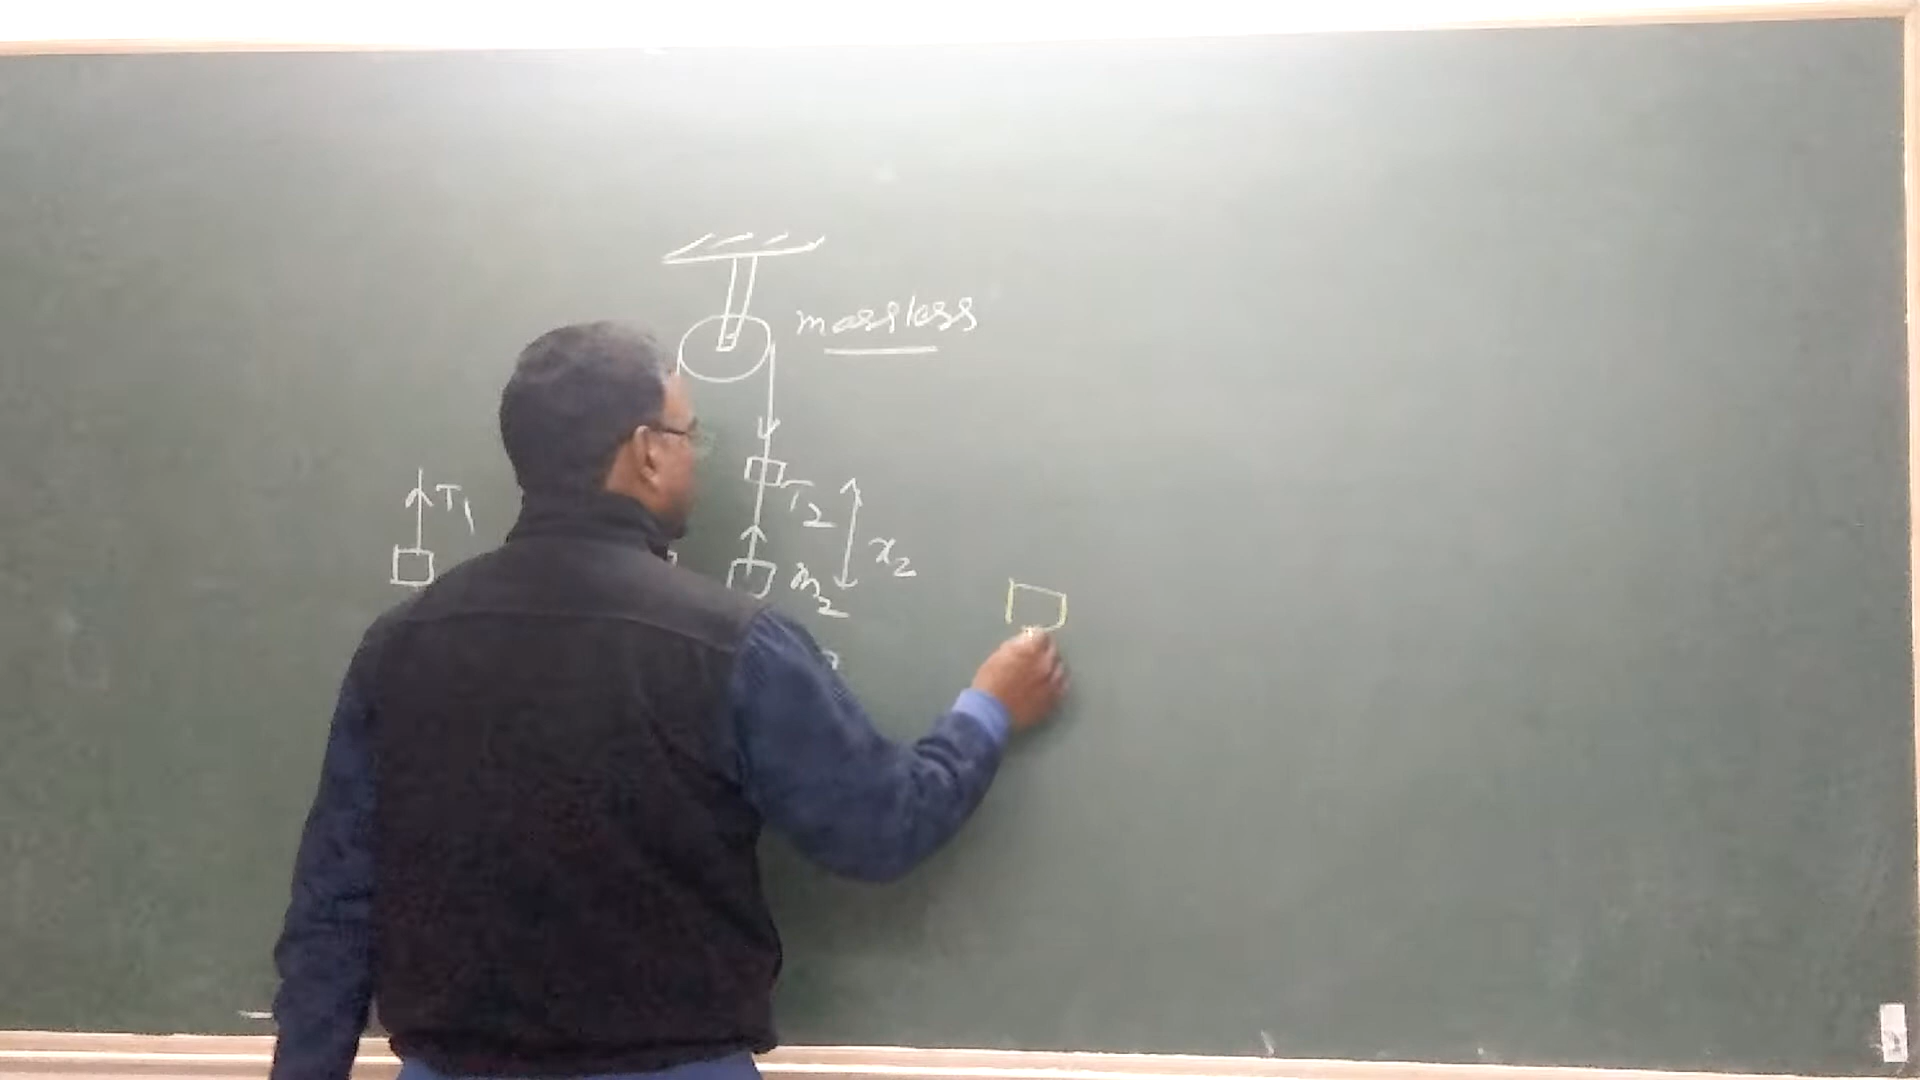 massless
T₁
T₂
x₂
m₂